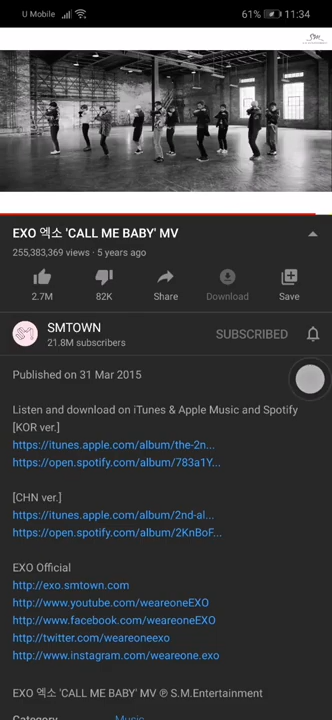 U Mobile
61%
11:34
SM
EXO 엑소 'CALL ME BABY' MV
255,383,369 views · 5 years ago
2.7M
82K
Share
Download
Save
SMTOWN
21.8M subscribers
SUBSCRIBED
Published on 31 Mar 2015
Listen and download on iTunes & Apple Music and Spotify
[KOR ver.]
https://itunes.apple.com/album/the-2n...
https://open.spotify.com/album/783a1Y...
[CHN ver.]
https://itunes.apple.com/album/2nd-al...
https://open.spotify.com/album/2KnBoF...
EXO Official
http://exo.smtown.com
http://www.youtube.com/weareoneEXO
http://www.facebook.com/weareoneEXO
http://twitter.com/weareoneexo
http://www.instagram.com/weareone.exo
EXO 엑소 'CALL ME BABY' MV ℗ S.M.Entertainment
Category Music